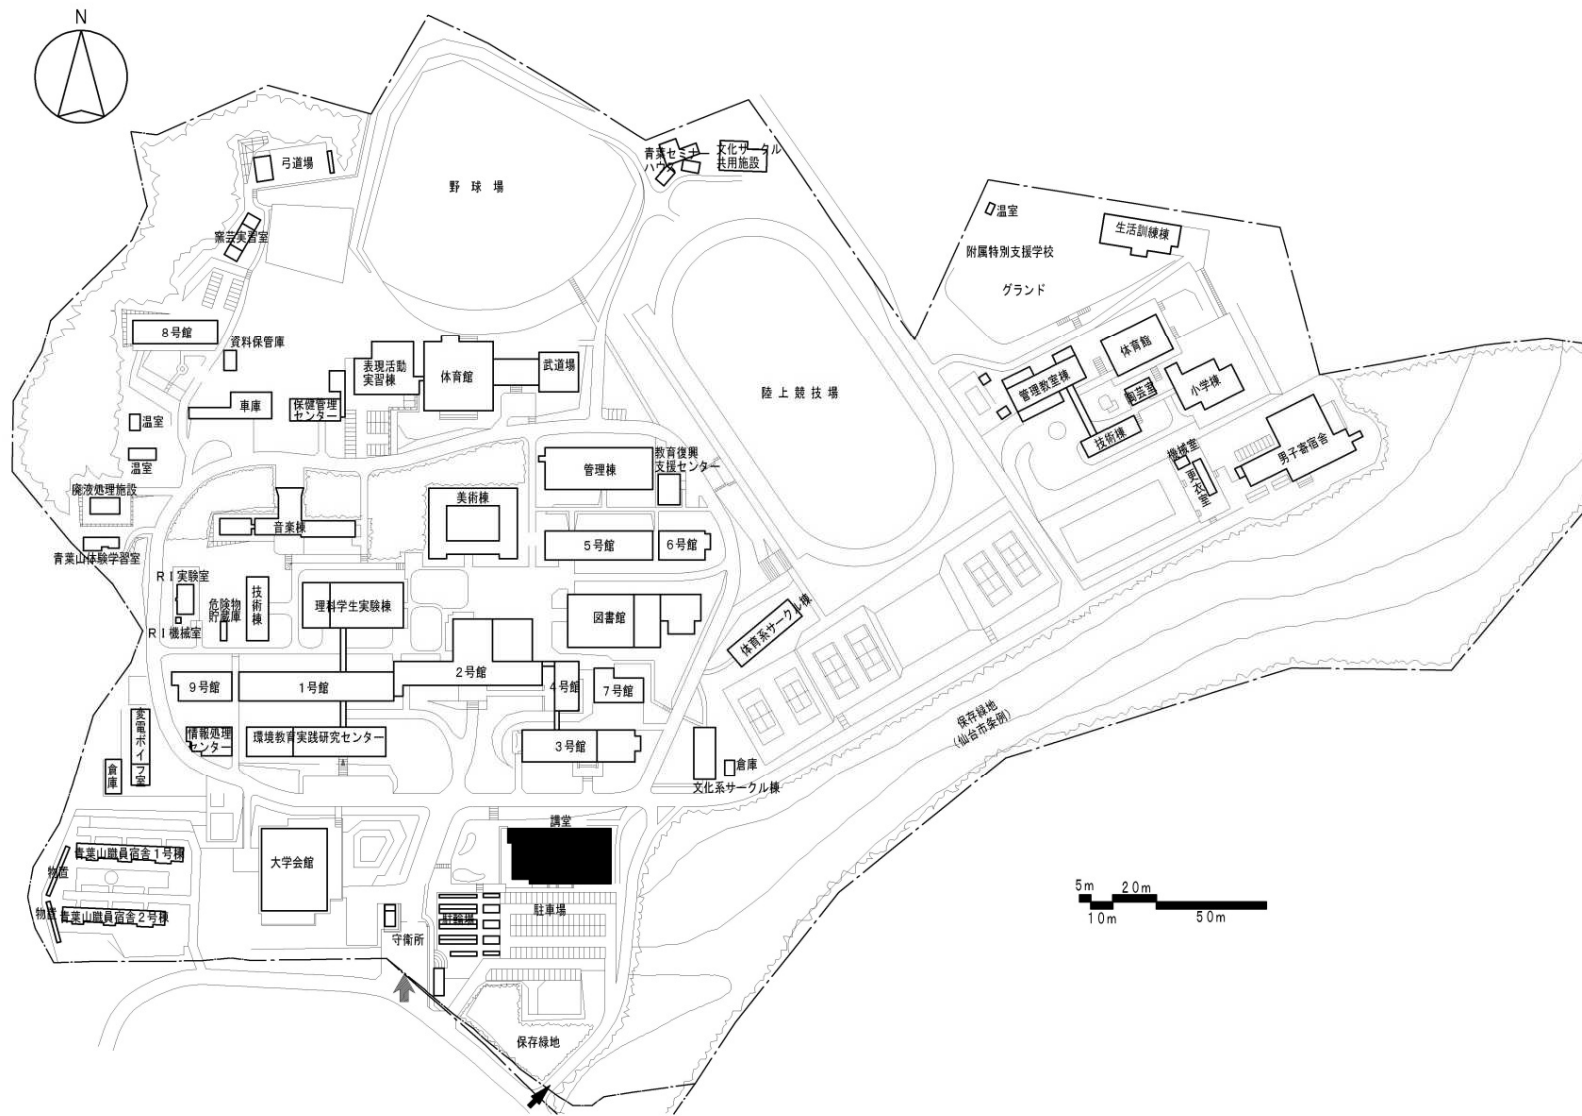 N
弓道場
野球場
青葉セミナー
ハウス
文化サークル
共用施設
窯芸実習室
温室
生活訓練棟
附属特別支援学校
グランド
8号館
資料保管庫
表現活動
実習棟
体育館
武道場
陸上競技場
体育館
管理教室棟
陶芸室
小学棟
車庫
保健管理
センター
温室
技術棟
機械室
男子寄宿舎
更衣室
温室
管理棟
教育復興
支援センター
廃液処理施設
美術棟
音楽棟
5号館
6号館
青葉山体験学習室
RI実験室
危険物
貯蔵庫
技術棟
理科学生実験棟
図書館
体育系サークル棟
RI機械室
9号館
1号館
2号館
4号館
7号館
保存緑地
(仙台市条例)
変電ボイラ室
情報処理
センター
環境教育実践研究センター
3号館
倉庫
倉庫
文化系サークル棟
講堂
大学会館
物置
青葉山職員宿舎1号棟
物置
青葉山職員宿舎2号棟
守衛所
駐輪場
駐車場
5m
20m
10m
50m
保存緑地